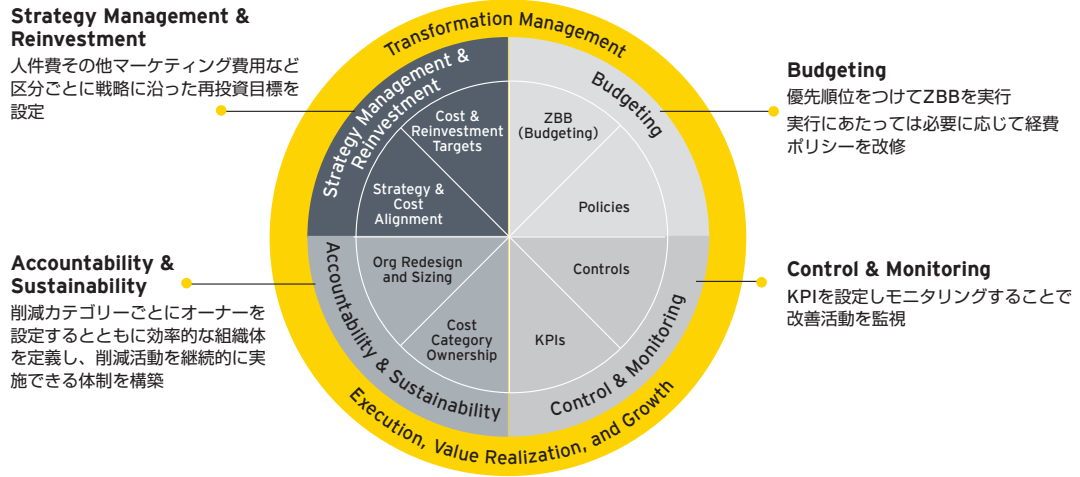 Strategy Management &
Reinvestment
人件費その他マーケティング費用など
区分ごとに戦略に沿った再投資目標を
設定
Accountability &
Sustainability
削減カテゴリーごとにオーナーを
設定するとともに効率的な組織体
を定義し、削減活動を継続的に実
施できる体制を構築
Transformation Management
Strategy Management &
Reinvestment
Cost &
Reinvestment
Targets
Strategy &
Cost
Alignment
Budgeting
ZBB
(Budgeting)
Policies
Accountability & Sustainability
Org Redesign
and Sizing
Cost
Category
Ownership
Control & Monitoring
Controls
KPIs
Execution, Value Realization, and Growth
Budgeting
優先順位をつけてZBBを実行
実行にあたっては必要に応じて経費
ポリシーを改修
Control & Monitoring
KPIを設定しモニタリングすることで
改善活動を監視